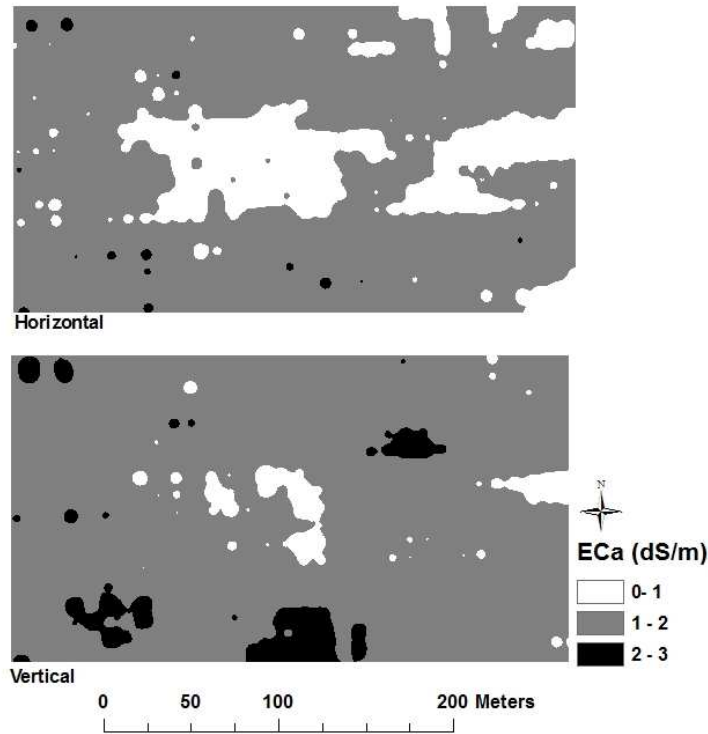 Horizontal
N
ECa (dS/m)
0- 1
1 - 2
2 - 3
Vertical
0 50 100 200 Meters